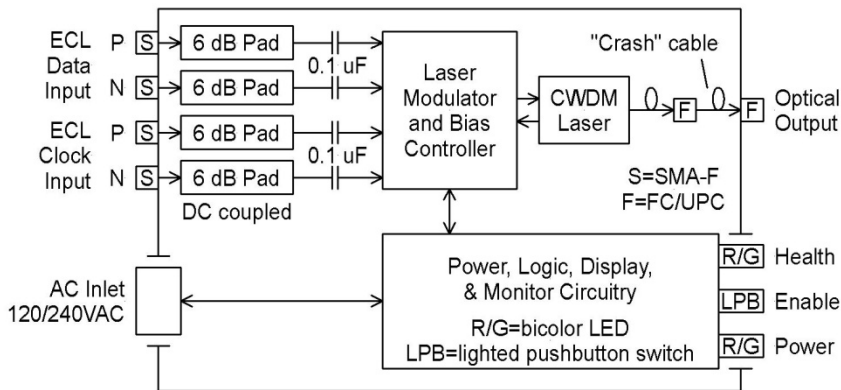 ECL
Data
Input
P
S
6 dB Pad
N
S
6 dB Pad
0.1 uF
ECL
Clock
Input
P
S
6 dB Pad
N
S
6 dB Pad
0.1 uF
DC coupled
Laser
Modulator
and Bias
Controller
CWDM
Laser
"Crash" cable
F
F
Optical
Output
S=SMA-F
F=FC/UPC
AC Inlet
120/240VAC
Power, Logic, Display,
& Monitor Circuitry
R/G=bicolor LED
LPB=lighted pushbutton switch
R/G Health
LPB Enable
R/G Power